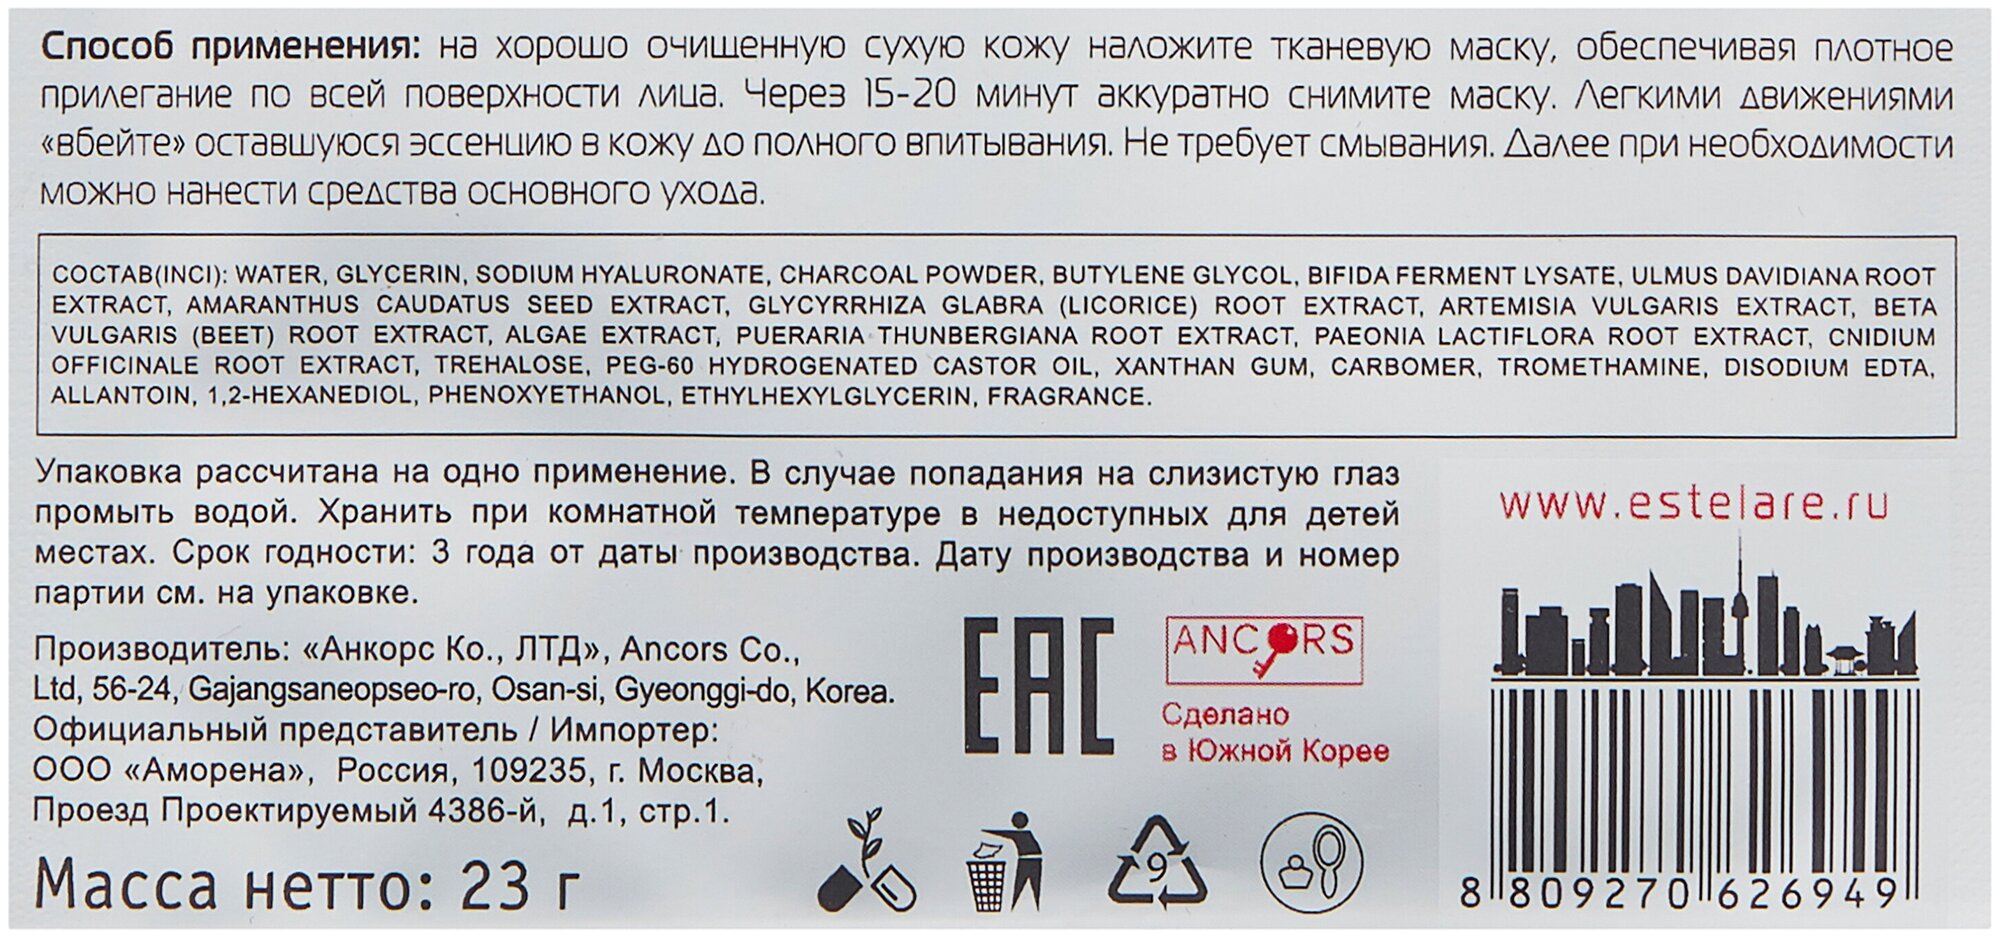 Способ применения: на хорошо очищенную сухую кожу наложите тканевую маску, обеспечивая плотное
прилегание по всей поверхности лица. Через 15-20 минут аккуратно снимите маску. Легкими движениями
«вбейте» оставшуюся эссенцию в кожу до полного впитывания. Не требует смывания. Далее при необходимости
можно нанести средства основного ухода.
СОСТАВ(INCI): WATER, GLYCERIN, SODIUM HYALURONATE, CHARCOAL POWDER, BUTYLENE GLYCOL, BIFIDA FERMENT LYSATE, ULMUS DAVIDIANA ROOT
EXTRACT, AMARANTHUS CAUDATUS SEED EXTRACT, GLYCYRRHIZA GLABRA (LICORICE) ROOT EXTRACT, ARTEMISIA VULGARIS EXTRACT, BETA
VULGARIS (BEET) ROOT EXTRACT, ALGAE EXTRACT, PUERARIA THUNBERGIANA ROOT EXTRACT, PAEONIA LACTIFLORA ROOT EXTRACT, CNIDIUM
OFFICINALE ROOT EXTRACT, TREHALOSE, PEG-60 HYDROGENATED CASTOR OIL, XANTHAN GUM, CARBOMER, TROMETHAMINE, DISODIUM EDTA,
ALLANTOIN, 1,2-HEXANEDIOL, PHENOXYETHANOL, ETHYLHEXYLGLYCERIN, FRAGRANCE.
Упаковка рассчитана на одно применение. В случае попадания на слизистую глаз
промыть водой. Хранить при комнатной температуре в недоступных для детей
местах. Срок годности: 3 года от даты производства. Дату производства и номер
партии см. на упаковке.
Производитель: «Анкорс Ко., ЛТД», Ancors Co.,
Ltd, 56-24, Gajangsaneopseo-ro, Osan-si, Gyeonggi-do, Korea.
Официальный представитель / Импортер:
ООО «Аморена», Россия, 109235, г. Москва,
Проезд Проектируемый 4386-й, д.1, стр.1.
Масса нетто: 23 г
EAC
ANCORS
Сделано
в Южной Корее
9
www.estelare.ru
8 809270 626949